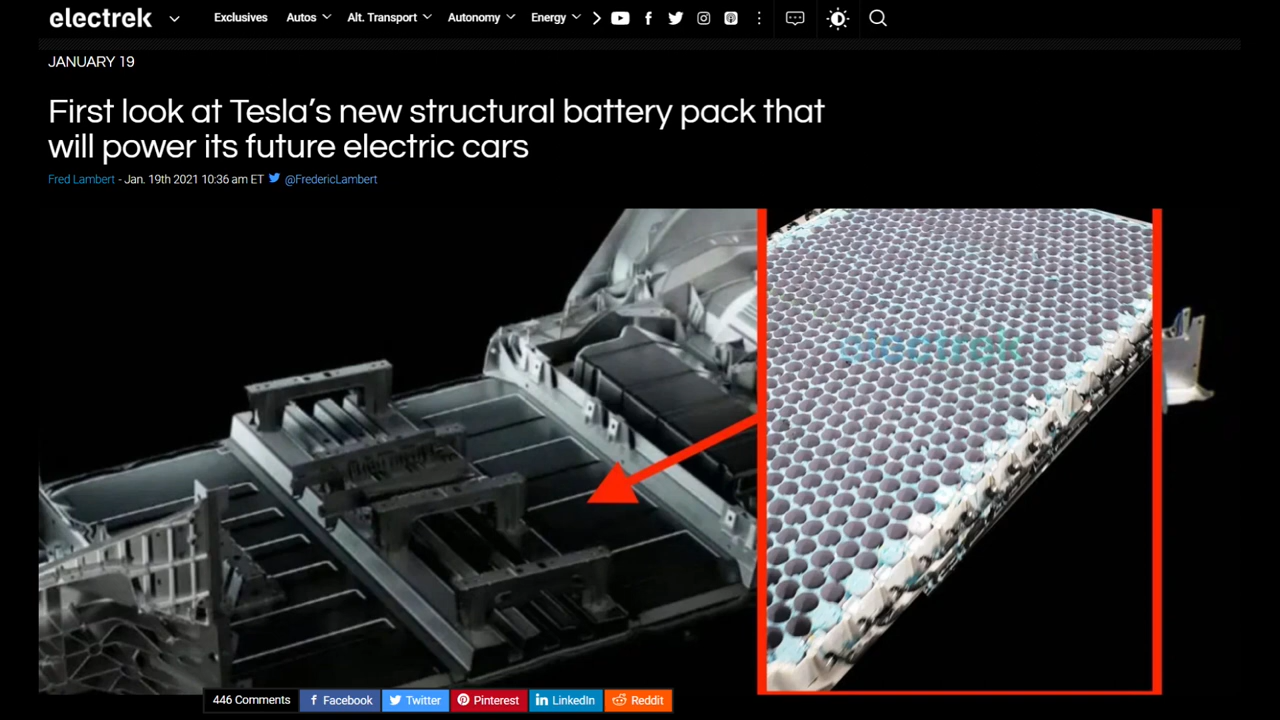 electrek
Exclusives Autos Alt. Transport Autonomy Energy
JANUARY 19
First look at Tesla's new structural battery pack that
will power its future electric cars
Fred Lambert - Jan. 19th 2021 10:36 am ET @FredericLambert
electrek
446 Comments Facebook Twitter Pinterest LinkedIn Reddit